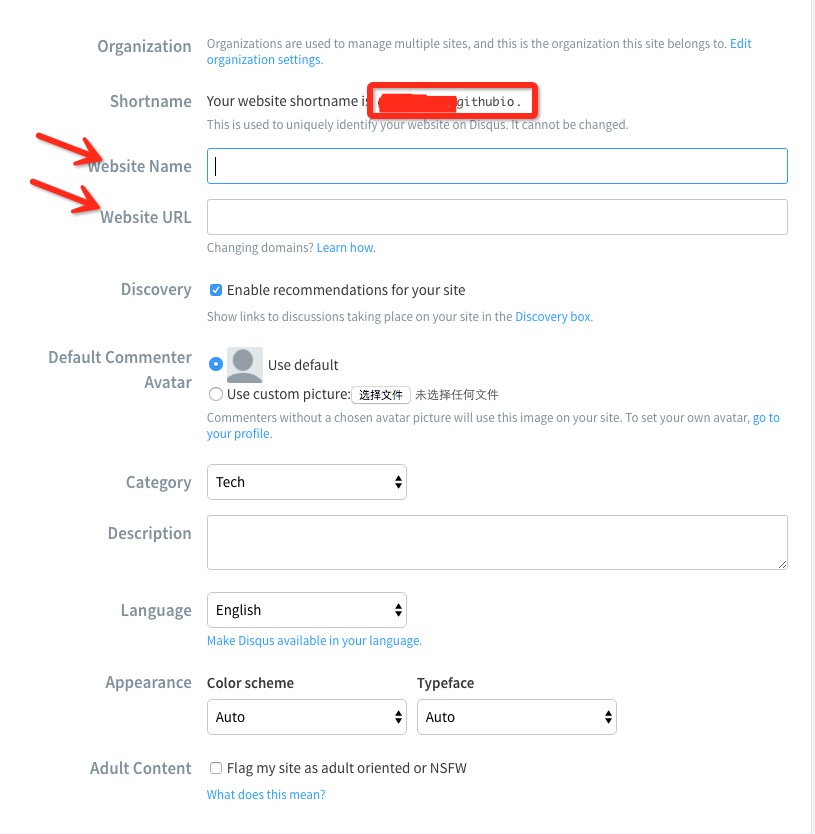 Organization
Organizations are used to manage multiple sites, and this is the organization this site belongs to. Edit
organization settings.
Shortname
Your website shortname is githubio.
This is used to uniquely identify your website on Disqus. It cannot be changed.
Website Name
Website URL
Changing domains? Learn how.
Discovery
Enable recommendations for your site
Show links to discussions taking place on your site in the Discovery box.
Default Commenter
Avatar
Use default
Use custom picture: 选择文件 未选择任何文件
Commenters without a chosen avatar picture will use this image on your site. To set your own avatar, go to
your profile.
Category
Tech
Description
Language
English
Make Disqus available in your language.
Appearance
Color scheme
Typeface
Auto
Auto
Adult Content
Flag my site as adult oriented or NSFW
What does this mean?